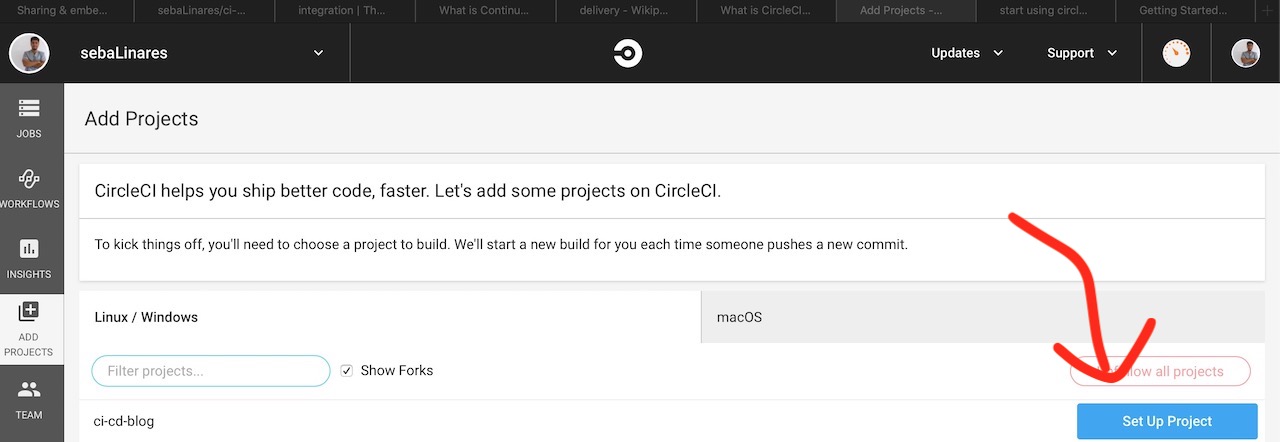 Sharing & embe...
sebaLinares/ci-...
integration | Th...
What is Continu...
delivery - Wikip...
What is CircleCI...
Add Projects -...
start using circl...
Getting Started...
sebaLinares
Updates
Support
JOBS
WORKFLOWS
INSIGHTS
ADD
PROJECTS
TEAM
Add Projects
CircleCI helps you ship better code, faster. Let's add some projects on CircleCI.
To kick things off, you'll need to choose a project to build. We'll start a new build for you each time someone pushes a new commit.
Linux / Windows
macOS
Filter projects...
Show Forks
all projects
ci-cd-blog
Set Up Project